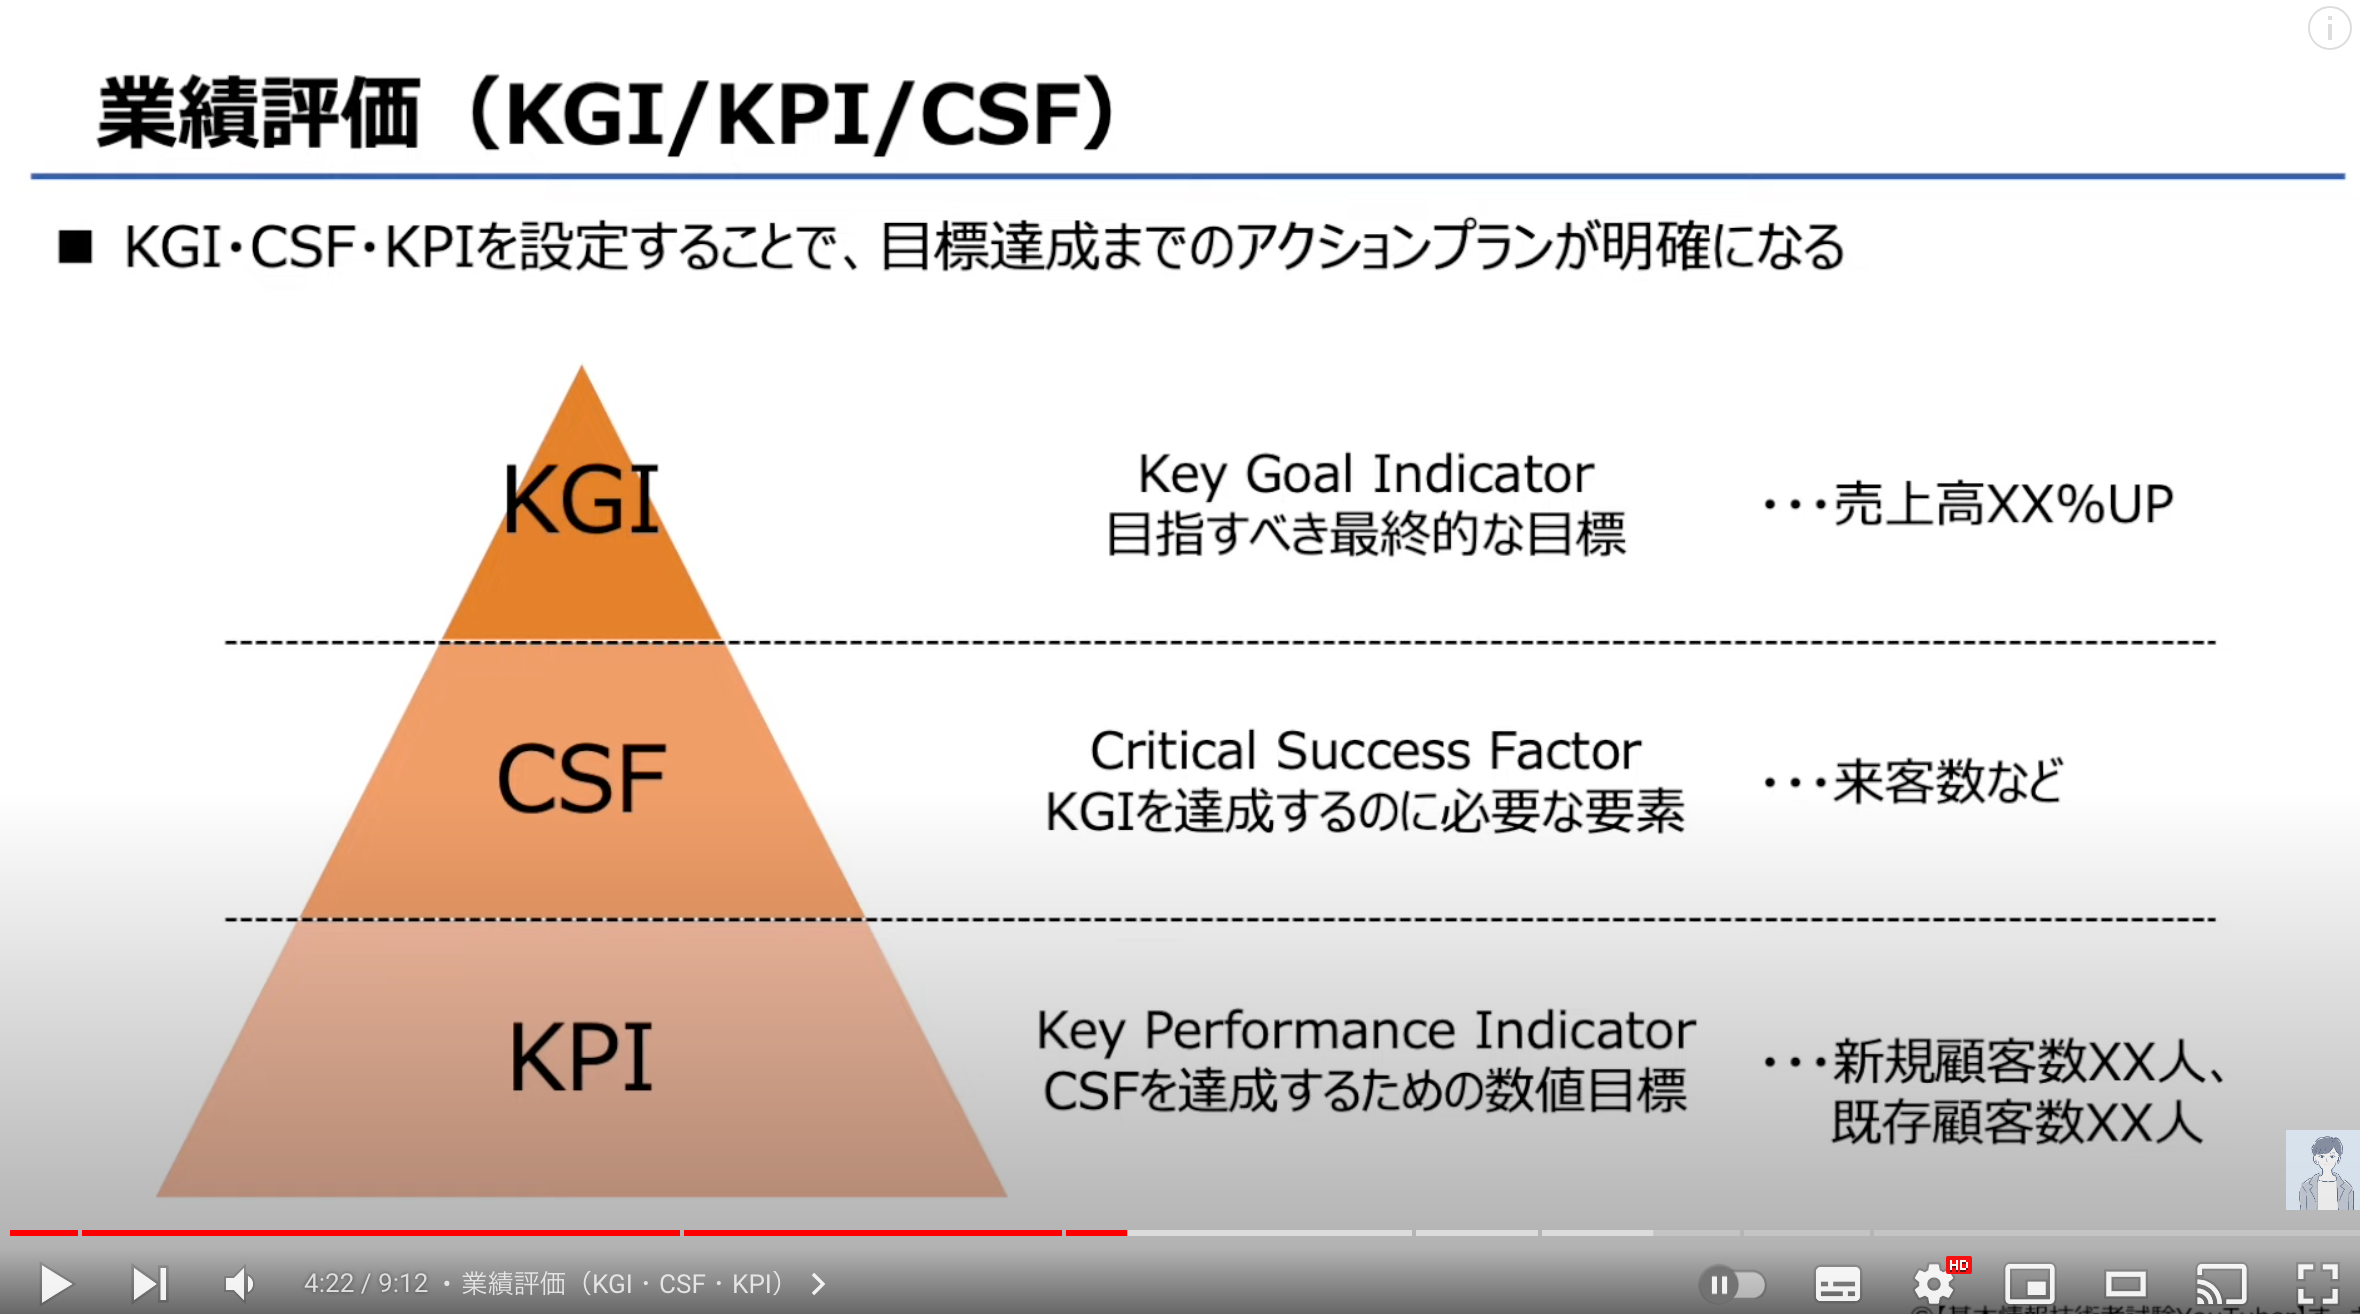 業績評価（KGI/KPI/CSF）
■ KGI・CSF・KPIを設定することで、目標達成までのアクションプランが明確になる
KGI
Key Goal Indicator
目指すべき最終的な目標
・・・売上高XX%UP
CSF
Critical Success Factor
KGIを達成するのに必要な要素
・・・来客数など
KPI
Key Performance Indicator
CSFを達成するための数値目標
・・・新規顧客数XX人、
既存顧客数XX人
4:22 / 9:12 ・業績評価（KGI・CSF・KPI）
HD